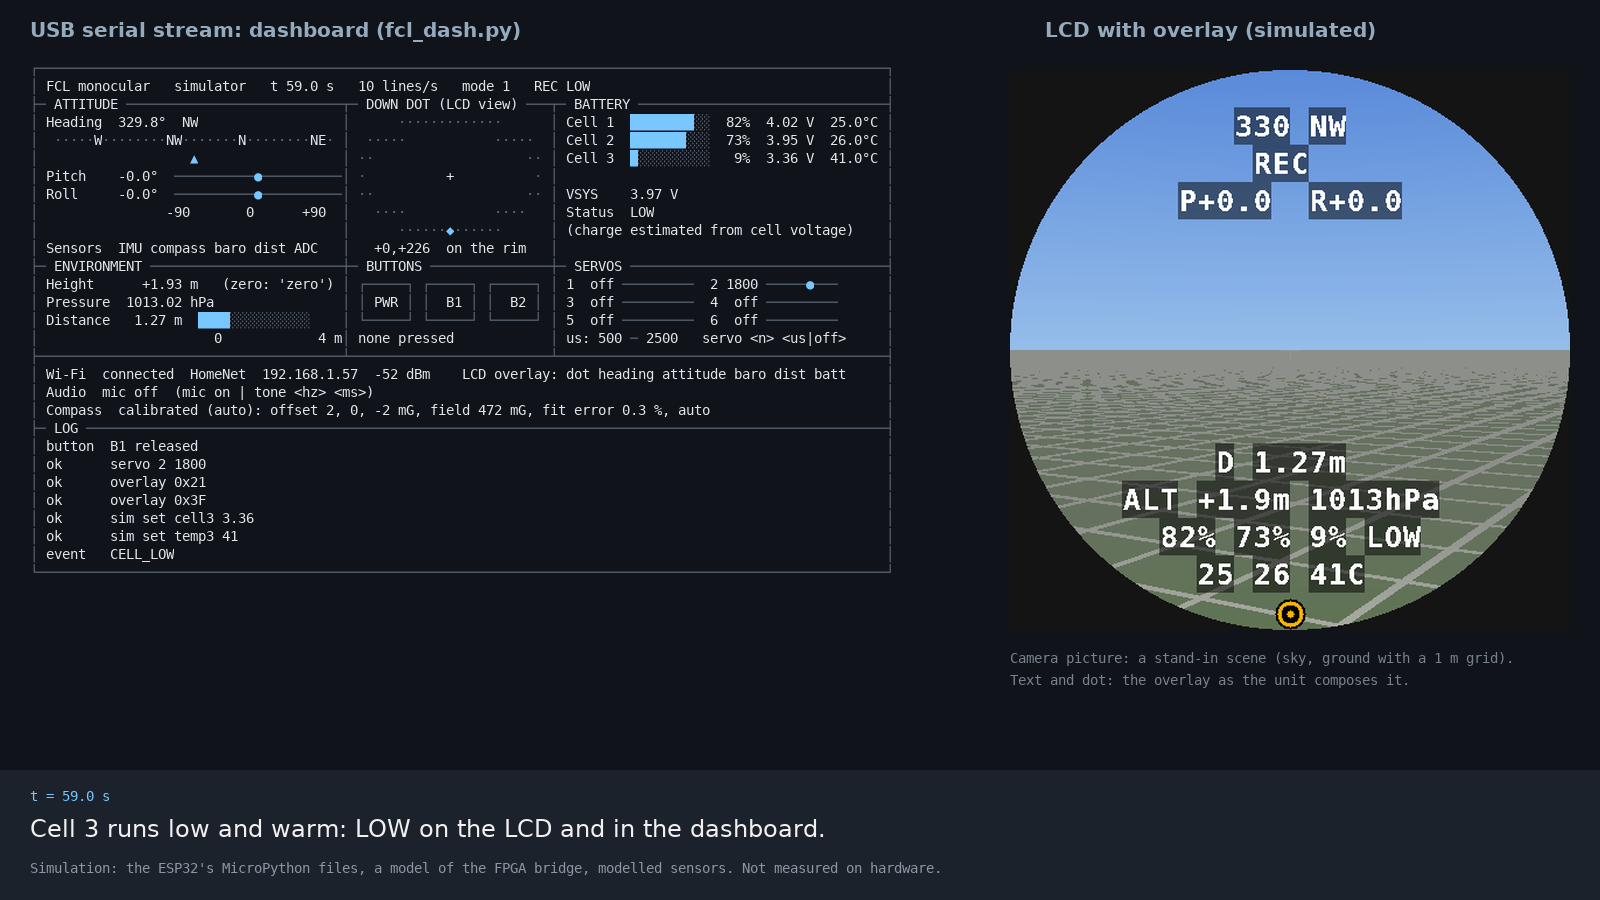 USB serial stream: dashboard (fcl_dash.py)
FCL monocular simulator t 59.0 s 10 lines/s mode 1 REC LOW
ATTITUDE
Heading 329.8° NW
W NW N NE
Pitch -0.0°
Roll -0.0°
-90 0 +90
Sensors IMU compass baro dist ADC
DOWN DOT (LCD view)
+
+0,+226 on the rim
BATTERY
Cell 1 82% 4.02 V 25.0°C
Cell 2 73% 3.95 V 26.0°C
Cell 3 9% 3.36 V 41.0°C
VSYS 3.97 V
Status LOW
(charge estimated from cell voltage)
ENVIRONMENT
Height +1.93 m (zero: 'zero')
Pressure 1013.02 hPa
Distance 1.27 m
0 4 m
BUTTONS
PWR B1 B2
none pressed
SERVOS
1 off 2 1800
3 off 4 off
5 off 6 off
us: 500 — 2500 servo <n> <us|off>
Wi-Fi connected HomeNet 192.168.1.57 -52 dBm LCD overlay: dot heading attitude baro dist batt
Audio mic off (mic on | tone <hz> <ms>)
Compass calibrated (auto): offset 2, 0, -2 mG, field 472 mG, fit error 0.3 %, auto
LOG
button B1 released
ok servo 2 1800
ok overlay 0x21
ok overlay 0x3F
ok sim set cell3 3.36
ok sim set temp3 41
event CELL_LOW
LCD with overlay (simulated)
330 NW
REC
P+0.0 R+0.0
D 1.27m
ALT +1.9m 1013hPa
82% 73% 9% LOW
25 26 41C
Camera picture: a stand-in scene (sky, ground with a 1 m grid).
Text and dot: the overlay as the unit composes it.
t = 59.0 s
Cell 3 runs low and warm: LOW on the LCD and in the dashboard.
Simulation: the ESP32's MicroPython files, a model of the FPGA bridge, modelled sensors. Not measured on hardware.